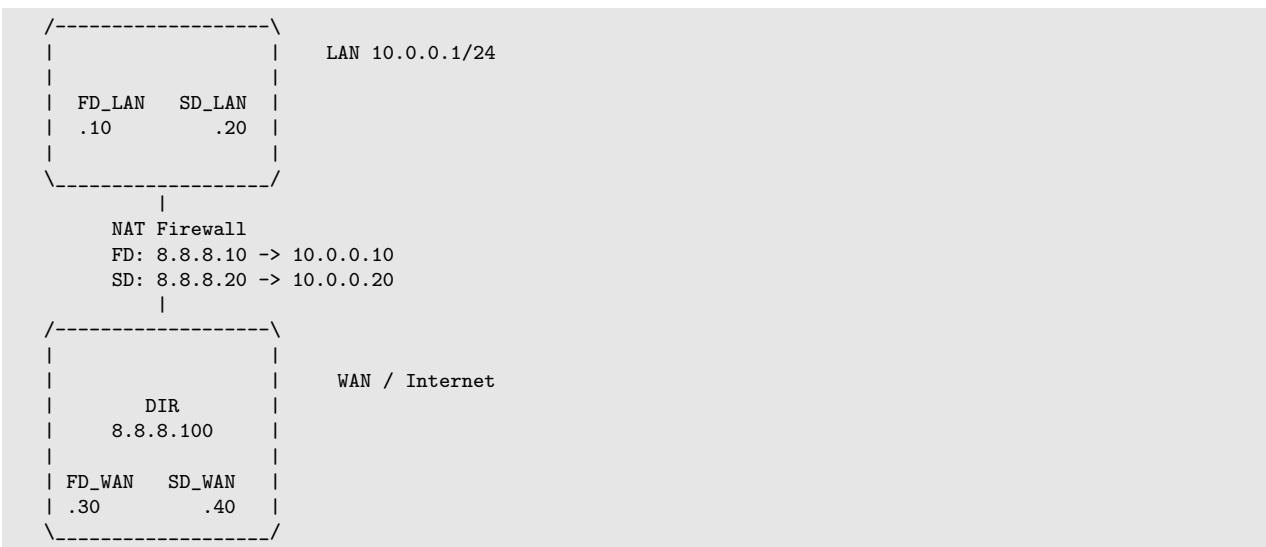 /-------------------\
|                   |    LAN 10.0.0.1/24
|                   |
|  FD_LAN   SD_LAN  |
|  .10         .20  |
|                   |
\___________________/
          |
      NAT Firewall
      FD: 8.8.8.10 -> 10.0.0.10
      SD: 8.8.8.20 -> 10.0.0.20
          |
/-------------------\
|                   |
|                   |     WAN / Internet
|        DIR        |
|     8.8.8.100     |
|                   |
| FD_WAN   SD_WAN   |
| .30         .40   |
\___________________/